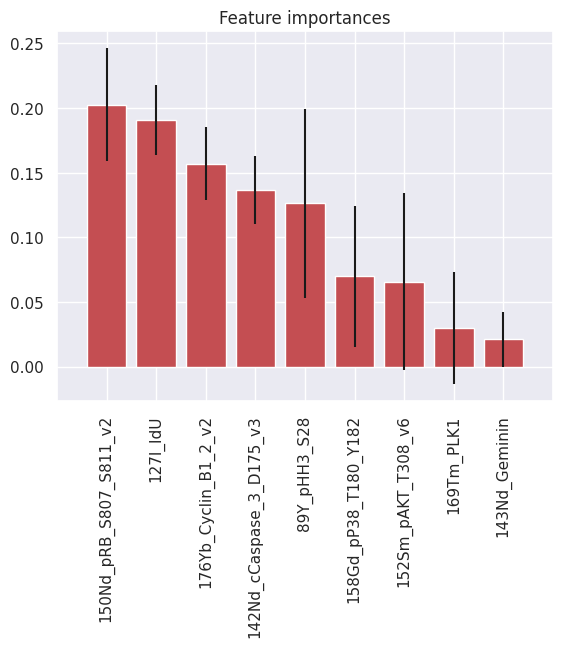 Feature importances
0.25
0.20
0.15
0.10
0.05
0.00
150Nd_pRB_S807_S811_v2
127I_IdU
176Yb_Cyclin_B1_2_v2
142Nd_cCaspase_3_D175_v3
89Y_pHH3_S28
158Gd_pP38_T180_Y182
152Sm_pAKT_T308_v6
169Tm_PLK1
143Nd_Geminin